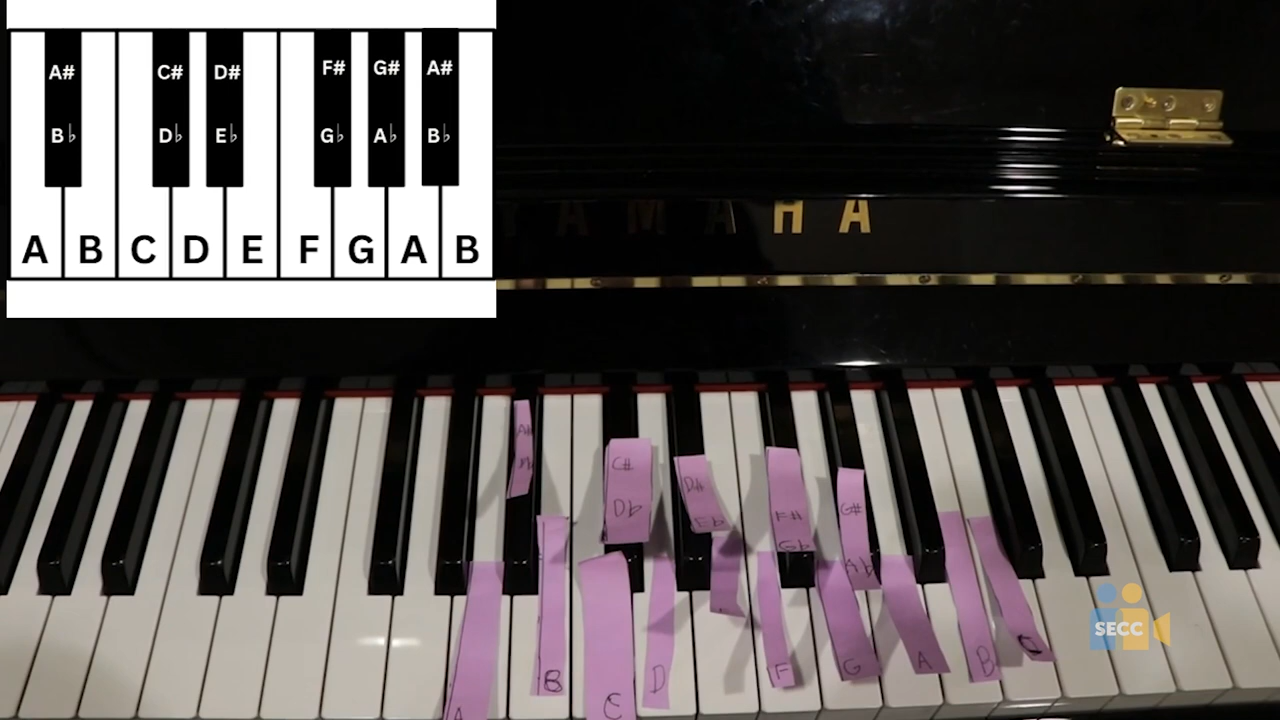 A# C# D# F# G# A#
B♭ D♭ E♭ G♭ A♭ B♭
A B C D E F G A B
YAMAHA
A#
C#
D♭
D#
E♭
F#
G♭
G#
A♭
A B C D F G A B C
SECC